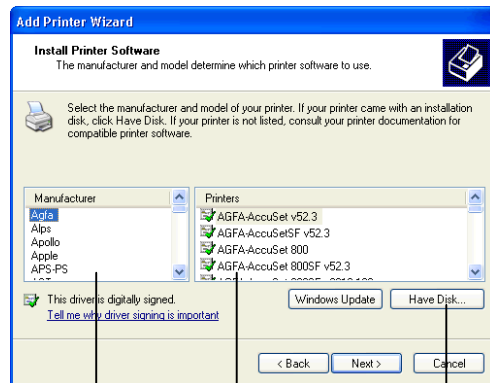 Add Printer Wizard
Install Printer Software
The manufacturer and model determine which printer software to use.
Select the manufacturer and model of your printer. If your printer came with an installation
disk, click Have Disk. If your printer is not listed, consult your printer documentation for
compatible printer software.
Manufacturer
Agfa
Alps
Apollo
Apple
APS-PS
Printers
AGFA-AccuSet v52.3
AGFA-AccuSetSF v52.3
AGFA-AccuSet 800
AGFA-AccuSet 800SF v52.3
This driver is digitally signed.
Tell me why driver signing is important
Windows Update
Have Disk...
< Back
Next >
Cancel